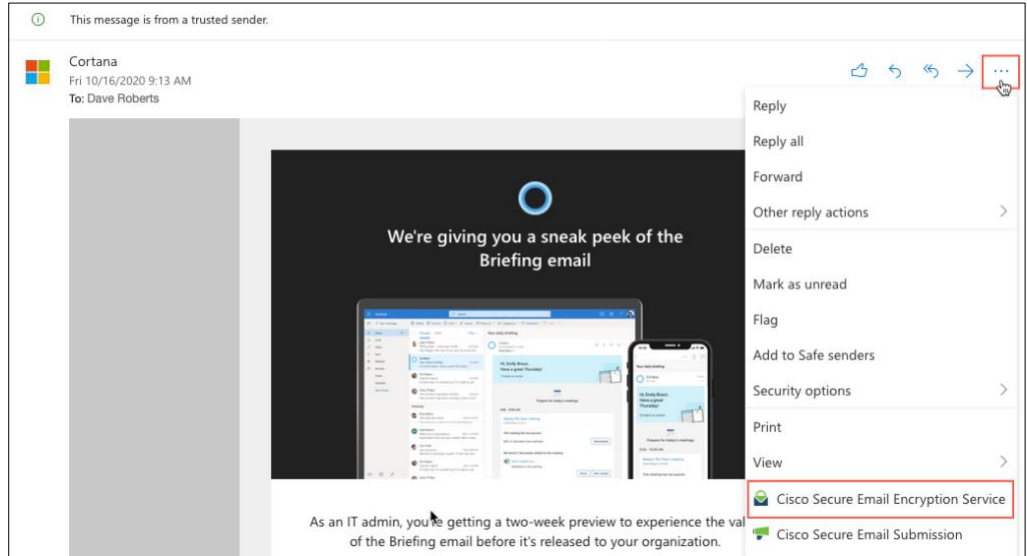 This message is from a trusted sender.
Cortana
Fri 10/16/2020 9:13 AM
To: Dave Roberts
...
Reply
Reply all
Forward
Other reply actions
Delete
Mark as unread
Flag
Add to Safe senders
Security options
Print
View
Cisco Secure Email Encryption Service
Cisco Secure Email Submission
We're giving you a sneak peek of the
Briefing email
As an IT admin, you're getting a two-week preview to experience the val
of the Briefing email before it's released to your organization.